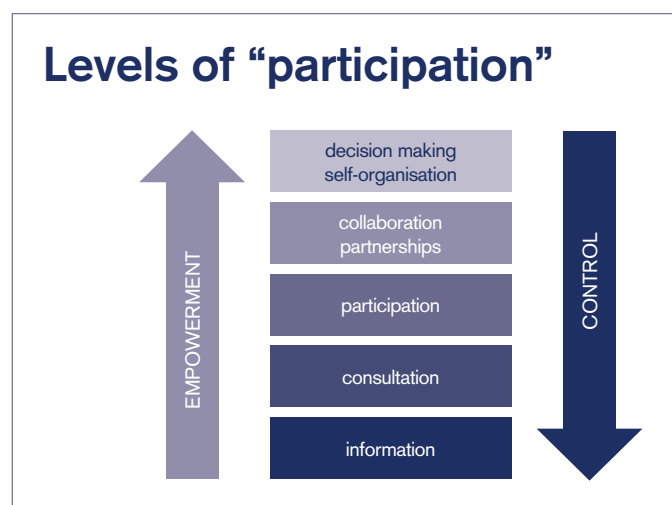 Levels of “participation”
decision making
self-organisation
collaboration
partnerships
participation
consultation
information
EMPOWERMENT
CONTROL